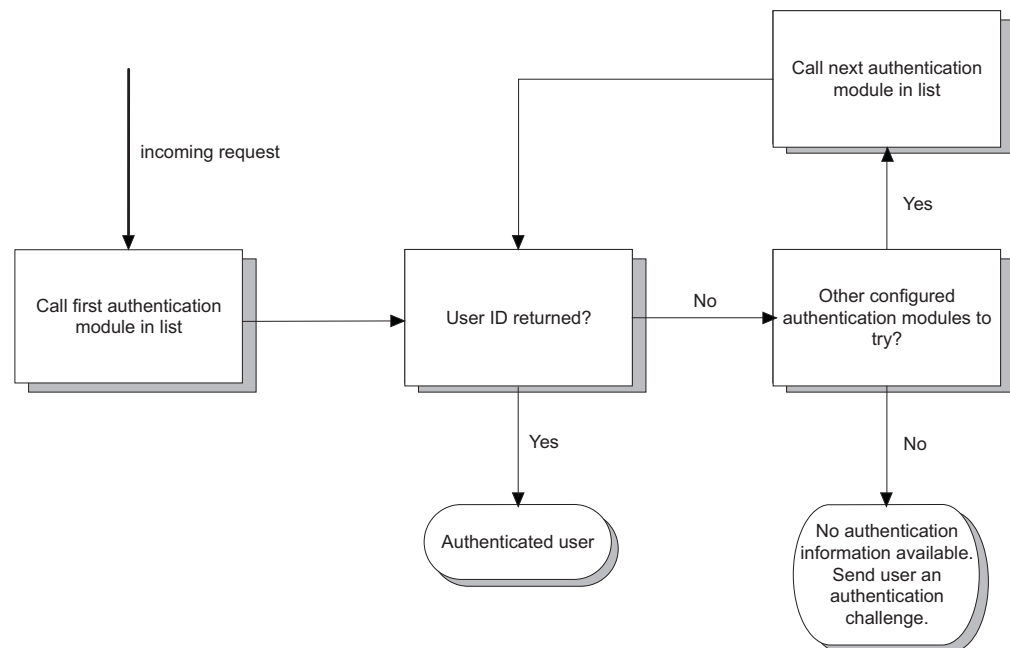 Call next authentication
module in list
incoming request
Yes
Call first authentication
module in list
User ID returned?
No
Other configured
authentication modules to
try?
Yes
No
Authenticated user
No authentication
information available.
Send user an
authentication
challenge.